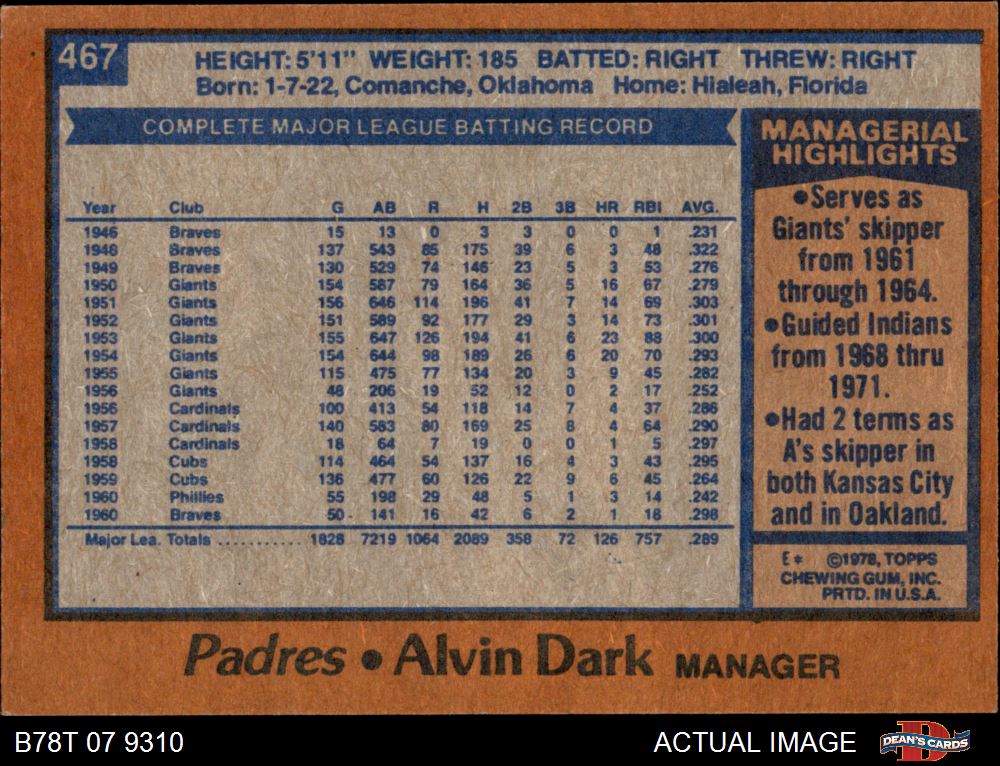 467
HEIGHT: 5'11" WEIGHT: 185 BATTED: RIGHT THREW: RIGHT
Born: 1-7-22, Comanche, Oklahoma Home: Hialeah, Florida
COMPLETE MAJOR LEAGUE BATTING RECORD
Year Club G AB R H 2B 3B HR RBI AVG.
1946 Braves 15 13 0 3 3 0 0 1 .231
1948 Braves 137 543 85 175 39 6 3 48 .322
1949 Braves 130 529 74 146 23 5 3 53 .276
1950 Giants 154 587 79 164 36 5 16 67 .279
1951 Giants 156 646 114 196 41 7 14 69 .303
1952 Giants 151 589 92 177 29 3 14 73 .301
1953 Giants 155 647 126 194 41 6 23 88 .300
1954 Giants 154 644 98 189 26 6 20 70 .293
1955 Giants 115 475 77 134 20 3 9 45 .282
1956 Giants 48 206 19 52 12 0 2 17 .252
1956 Cardinals 100 413 54 118 14 7 4 37 .286
1957 Cardinals 140 583 80 169 25 8 4 64 .290
1958 Cardinals 18 64 7 19 0 0 1 5 .297
1958 Cubs 114 464 54 137 16 4 3 43 .295
1959 Cubs 136 477 60 126 22 9 6 45 .264
1960 Phillies 55 198 29 48 5 1 3 14 .242
1960 Braves 50 141 16 42 6 2 1 18 .298
Major Lea. Totals ........... 1828 7219 1064 2089 358 72 126 757 .289
MANAGERIAL
HIGHLIGHTS
●Serves as
Giants' skipper
from 1961
through 1964.
●Guided Indians
from 1968 thru
1971.
●Had 2 terms as
A's skipper in
both Kansas City
and in Oakland.
E* ©1978, TOPPS
CHEWING GUM, INC.
PRTD. IN U.S.A.
Padres ● Alvin Dark MANAGER
B78T 07 9310
ACTUAL IMAGE
D
DEAN'S CARDS